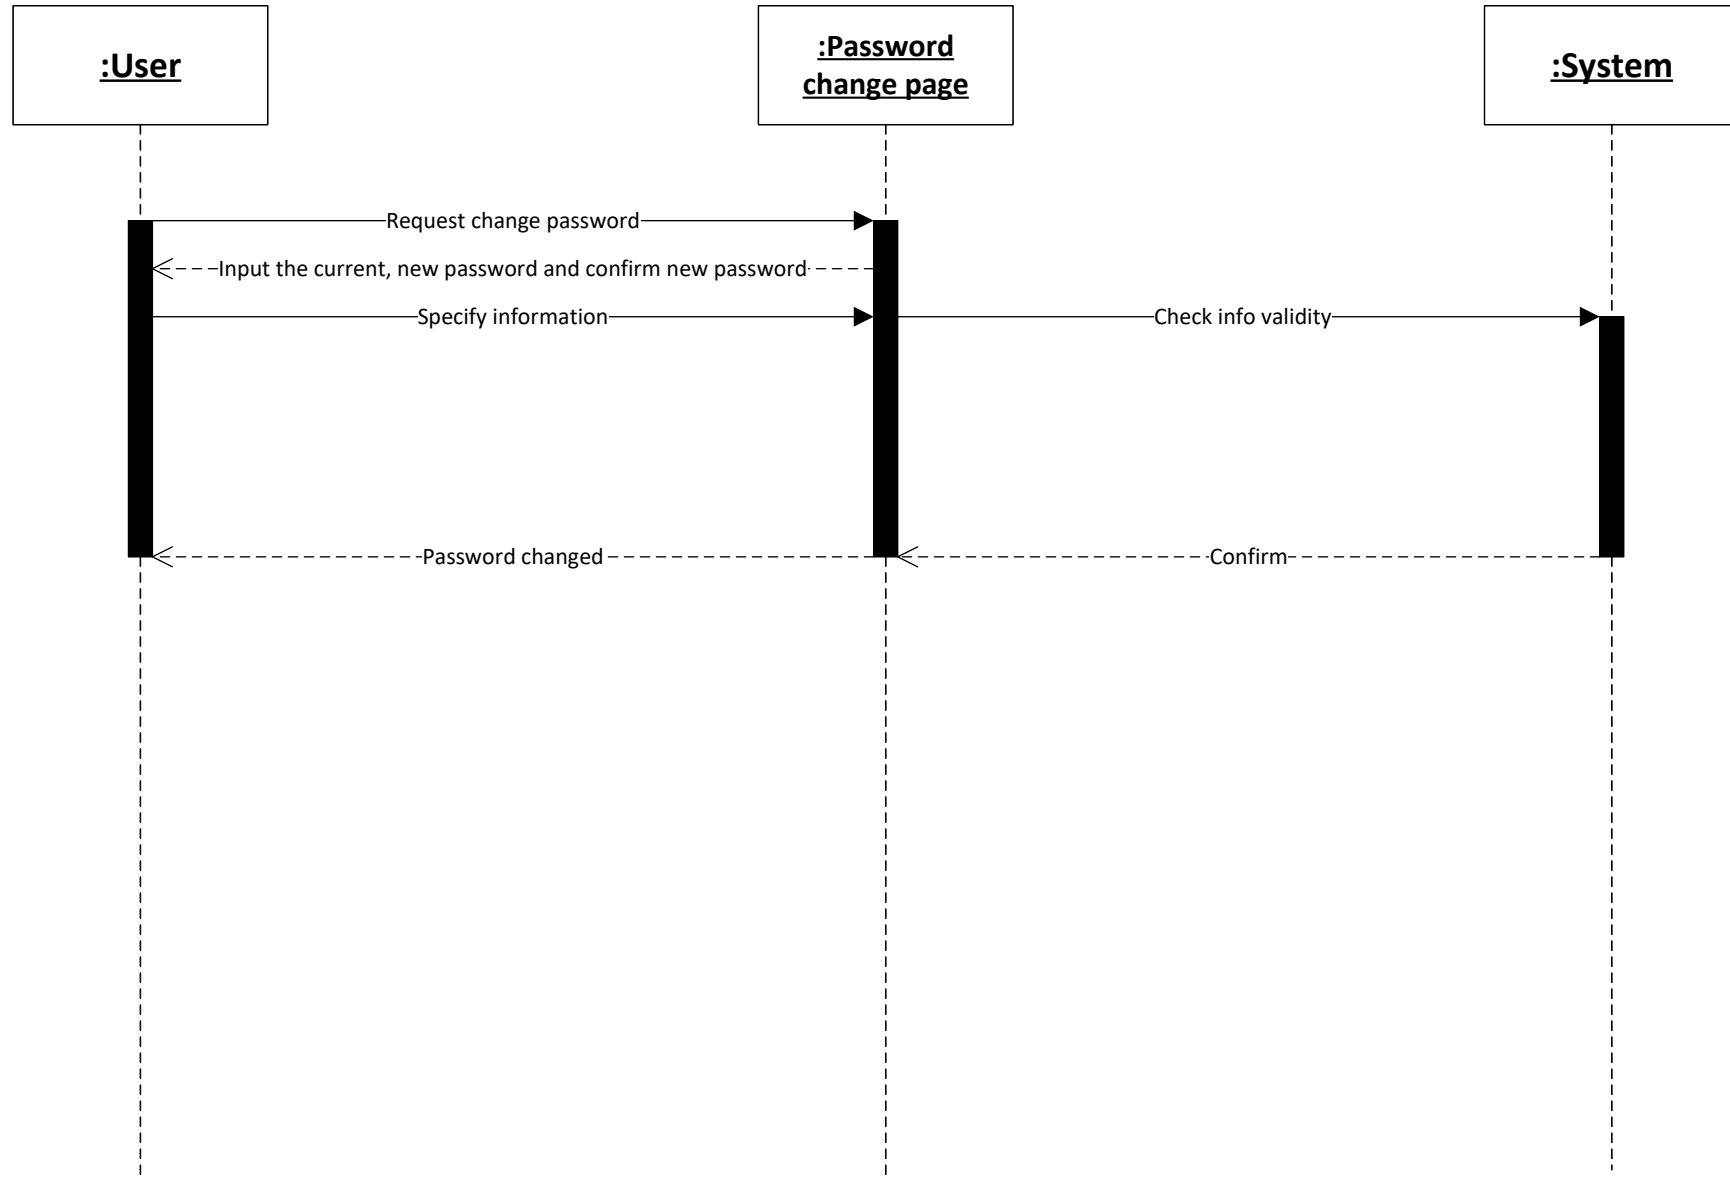 :User
:Password
change page
:System
Request change password
Input the current, new password and confirm new password
Specify information
Check info validity
Password changed
Confirm